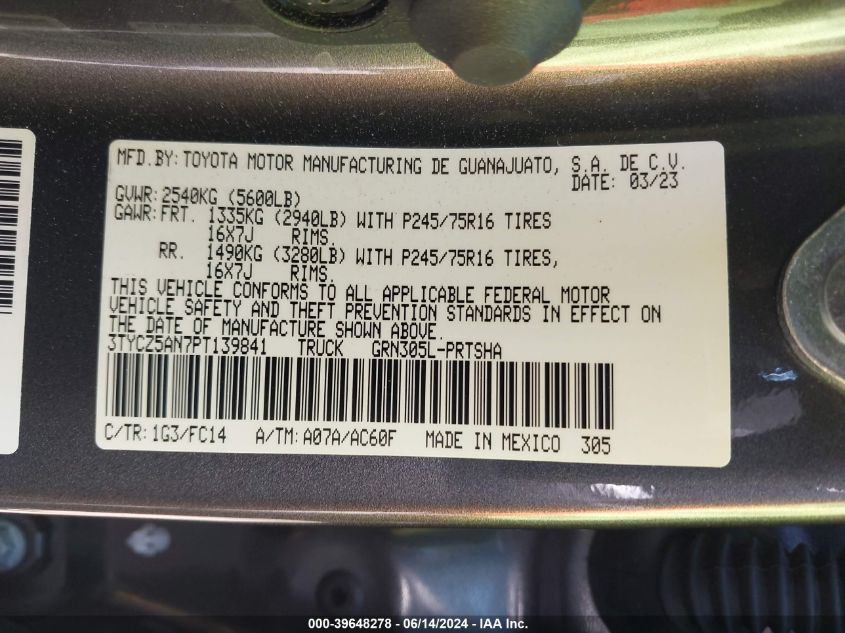 MFD.BY: TOYOTA MOTOR MANUFACTURING DE GUANAJUATO, S.A. DE C.V.
DATE: 03/23
GVWR: 2540KG (5600LB)
GAWR: FRT. 1335KG (2940LB) WITH P245/75R16 TIRES
16X7J RIMS.
RR. 1490KG (3280LB) WITH P245/75R16 TIRES,
16X7J RIMS.
THIS VEHICLE CONFORMS TO ALL APPLICABLE FEDERAL MOTOR
VEHICLE SAFETY AND THEFT PREVENTION STANDARDS IN EFFECT ON
THE DATE OF MANUFACTURE SHOWN ABOVE.
3TYCZ5AN7PT139841 TRUCK GRN305L-PRTSHA
C/TR: 1G3/FC14 A/TM: A07A/AC60F MADE IN MEXICO 305
000-39648278 - 06/14/2024 - IAA Inc.